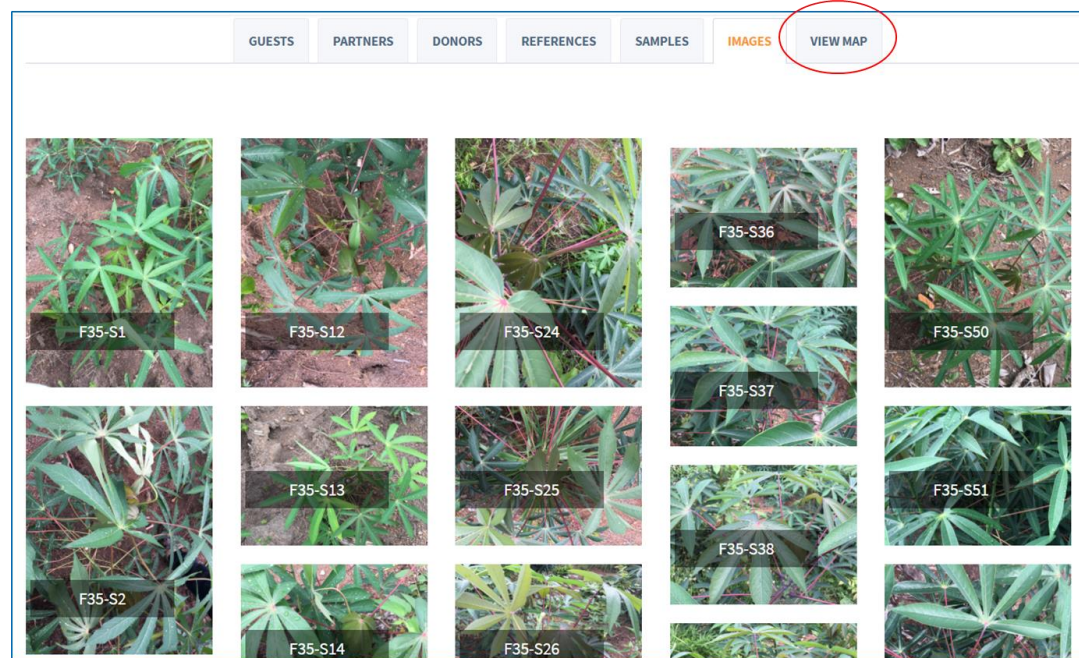 GUESTS
PARTNERS
DONORS
REFERENCES
SAMPLES
IMAGES
VIEW MAP
F35-S1
F35-S12
F35-S24
F35-S36
F35-S50
F35-S37
F35-S2
F35-S13
F35-S25
F35-S38
F35-S51
F35-S14
F35-S26